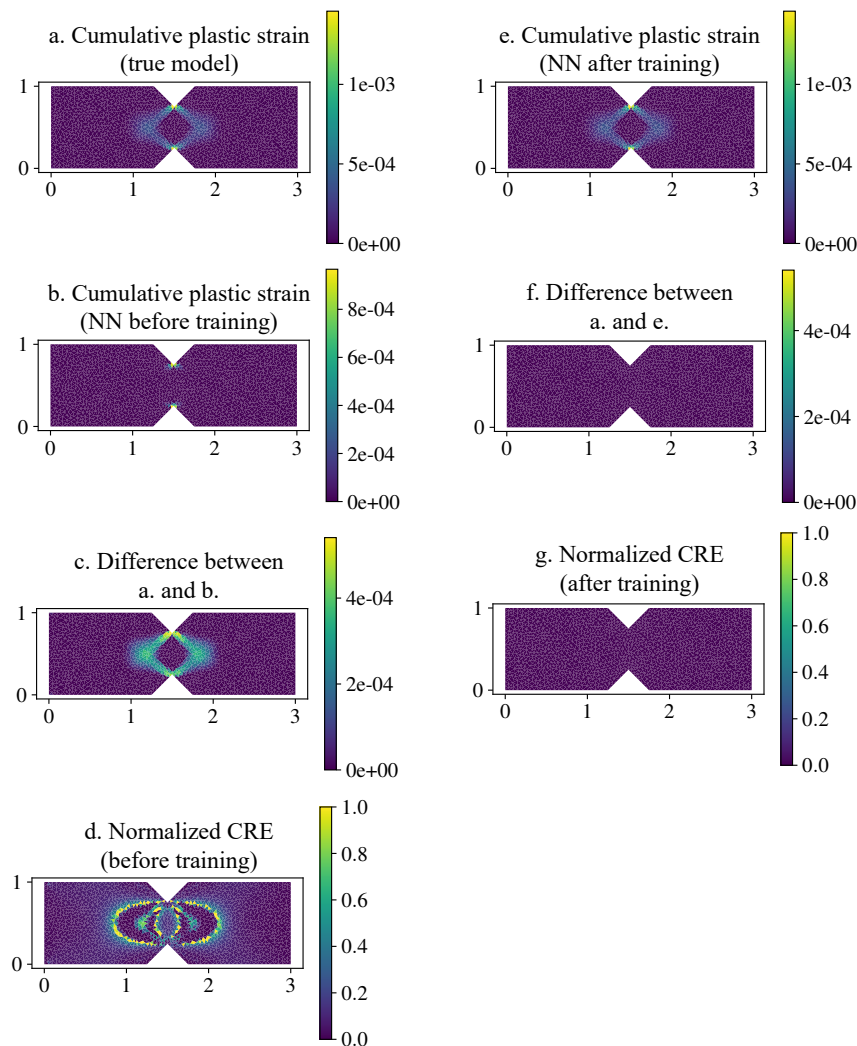 a. Cumulative plastic strain
(true model)
1e-03
5e-04
0e+00
1
0
0
1
2
3
b. Cumulative plastic strain
(NN before training)
8e-04
6e-04
4e-04
2e-04
0e+00
1
0
0
1
2
3
c. Difference between
a. and b.
4e-04
2e-04
0e+00
1
0
0
1
2
3
d. Normalized CRE
(before training)
1.0
0.8
0.6
0.4
0.2
0.0
1
0
0
1
2
3
e. Cumulative plastic strain
(NN after training)
1e-03
5e-04
0e+00
1
0
0
1
2
3
f. Difference between
a. and e.
4e-04
2e-04
0e+00
1
0
0
1
2
3
g. Normalized CRE
(after training)
1.0
0.8
0.6
0.4
0.2
0.0
1
0
0
1
2
3